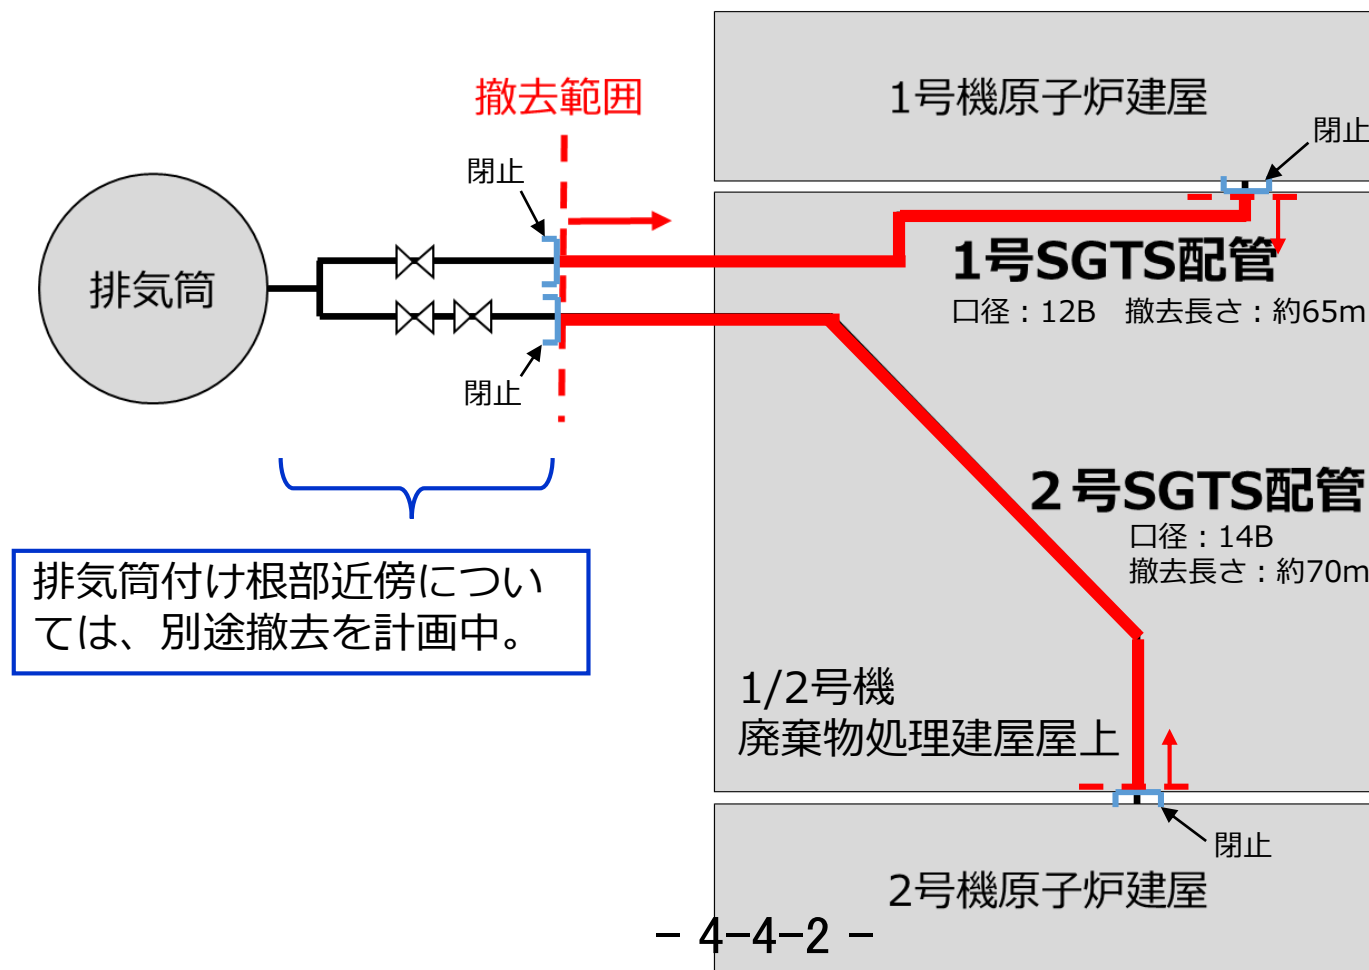 1号機原子炉建屋
撤去範囲
閉止
閉止
排気筒
1号SGTS配管
口径：12B　撤去長さ：約65m
閉止
２号SGTS配管
口径：14B
撤去長さ：約70m
排気筒付け根部近傍につい
ては、別途撤去を計画中。
1/2号機
廃棄物処理建屋屋上
閉止
2号機原子炉建屋
− 4−4−2 −